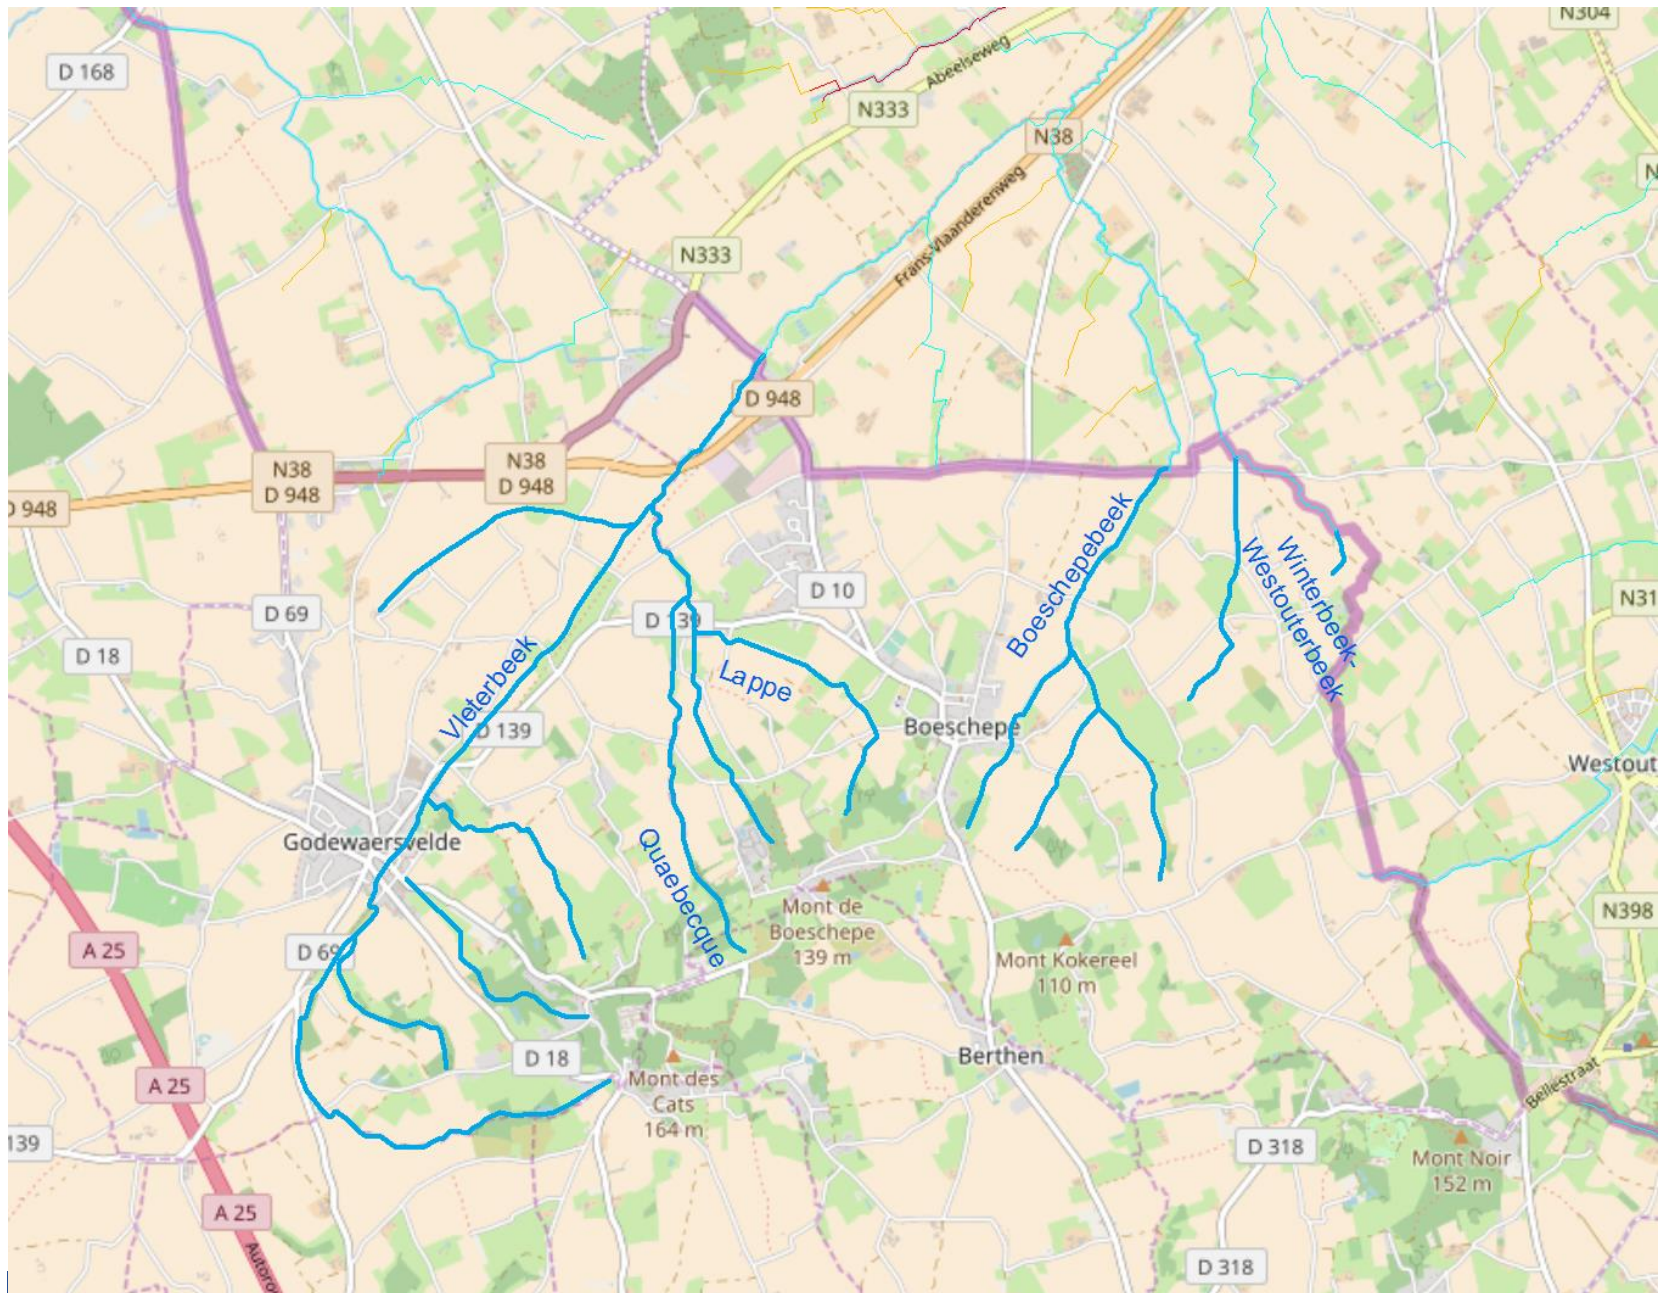 N304
D 168
Abeelseweg
N333
N38
N
Frans-Vlaanderenweg
N333
D 948
N38
D 948
N38
D 948
D 948
Boeschepebeek
Winterbeek-
Westouterbeek
D 10
D 69
D 139
N31
D 18
Vleterbeek
Lappe
D 139
Boeschepe
Westout
Godewaersvelde
Quaebecque
Mont de
Boeschepe
139 m
N398
A 25
D 69
Mont Kokereel
110 m
D 18
Berthen
A 25
Mont des
Cats
164 m
Bellestraat
139
D 318
Mont Noir
152 m
A 25
Autoro
D 318